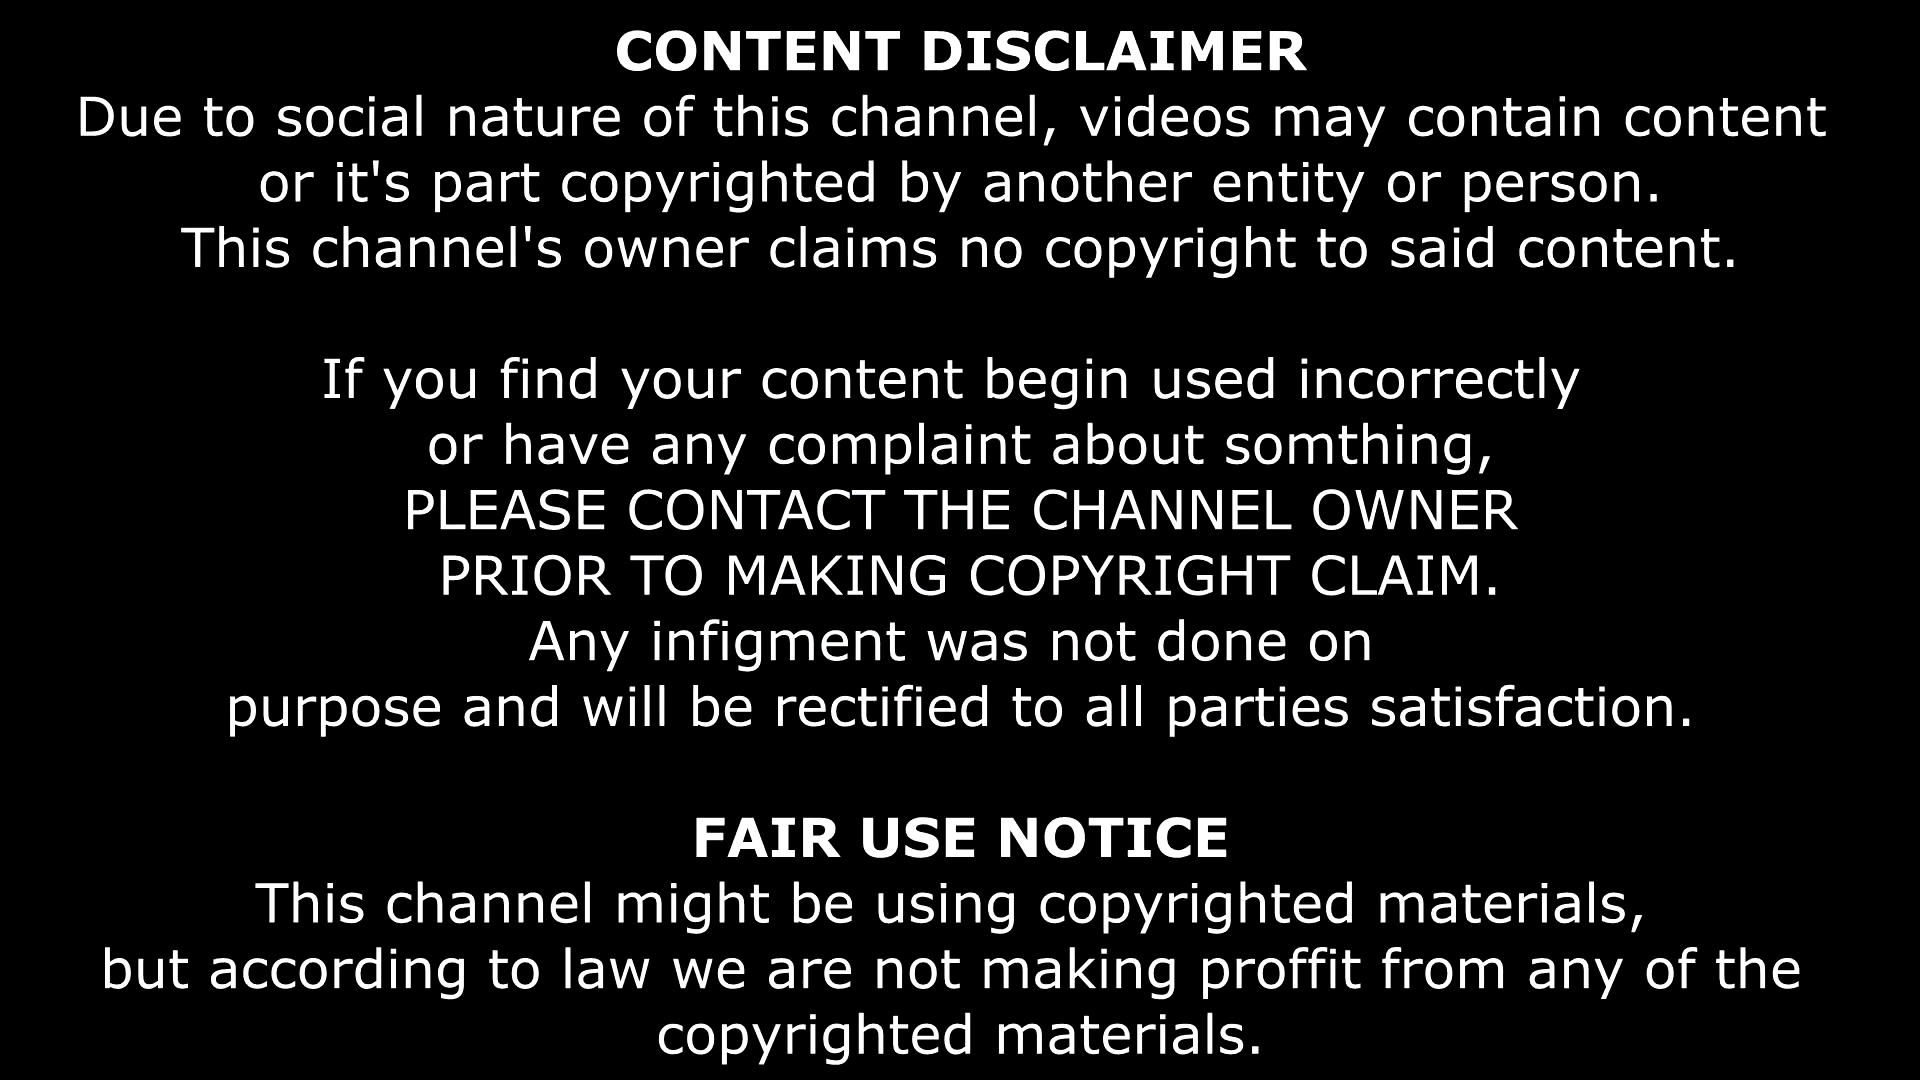 CONTENT DISCLAIMER
Due to social nature of this channel, videos may contain content
or it's part copyrighted by another entity or person.
This channel's owner claims no copyright to said content.
If you find your content begin used incorrectly
or have any complaint about somthing,
PLEASE CONTACT THE CHANNEL OWNER
PRIOR TO MAKING COPYRIGHT CLAIM.
Any infigment was not done on
purpose and will be rectified to all parties satisfaction.
FAIR USE NOTICE
This channel might be using copyrighted materials,
but according to law we are not making proffit from any of the
copyrighted materials.